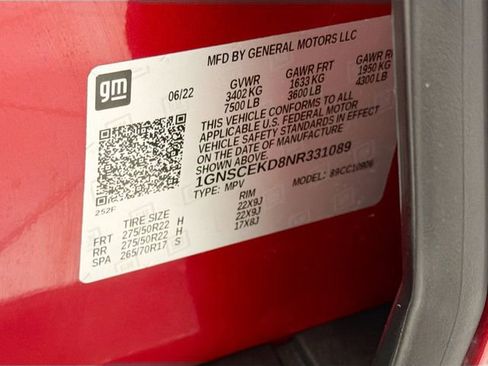 gm
MFD BY GENERAL MOTORS LLC
06/22
GVWR GAWR FRT GAWR
3402 KG 1633 KG 1950 KG
7500 LB 3600 LB 4300 LB
THIS VEHICLE CONFORMS TO ALL
APPLICABLE U.S. FEDERAL MOTOR
VEHICLE SAFETY STANDARDS IN EFFECT
ON THE DATE OF MANUFACTURE
SHOWN ABOVE.
1GNSCEKD8NR331089
TYPE: MPV MODEL: 89CC10906
252F
TIRE SIZE RIM
FRT 275/50R22 H 22X9J
RR 275/50R22 H 22X9J
SPA 265/70R17 S 17X8J